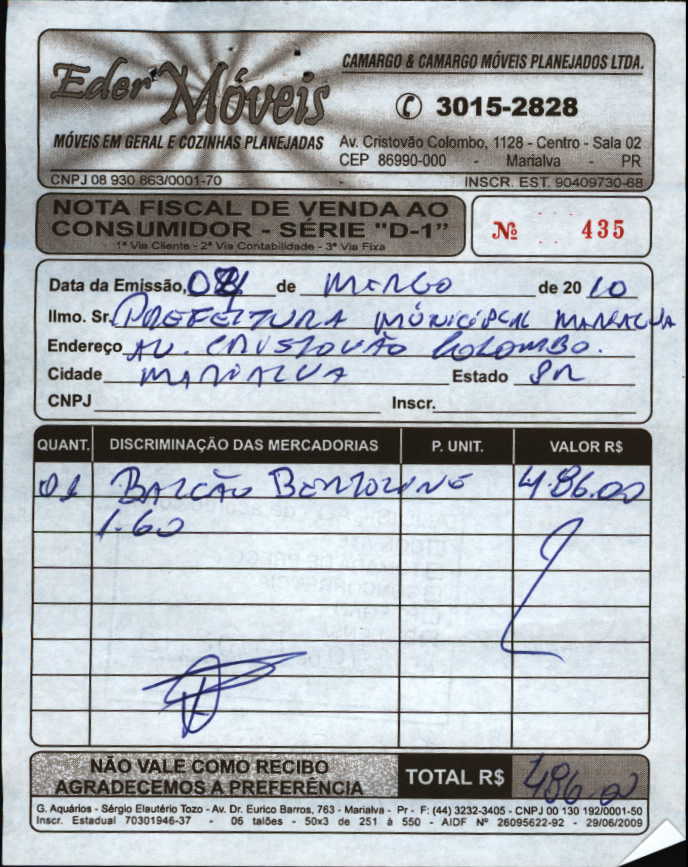 Eder Móveis
MÓVEIS EM GERAL E COZINHAS PLANEJADAS
CNPJ 08 930 863/0001-70
CAMARGO & CAMARGO MÓVEIS PLANEJADOS LTDA.
3015-2828
Av. Cristovão Colombo, 1128 - Centro - Sala 02
CEP 86990-000 - Marialva - PR
INSCR. EST. 90409730-68
NOTA FISCAL DE VENDA AO
CONSUMIDOR - SÉRIE "D-1"
1ª Via Cliente - 2ª Via Contabilidade - 3ª Via Fixa
Nº 435
Data da Emissão, de MARÇO de 2010
Ilmo. Sr. PREFEITURA MUNICIPAL MARIALVA
Endereço AV. CRISTOVÃO COLOMBO.
Cidade MARIALVA Estado PR
CNPJ Inscr.
QUANT. DISCRIMINAÇÃO DAS MERCADORIAS P. UNIT. VALOR R$
01 BALCÃO 486.00
1.60
NÃO VALE COMO RECIBO
AGRADECEMOS A PREFERÊNCIA
TOTAL R$ 486.00
G. Aquários - Sérgio Elautério Tozo - Av. Dr. Eurico Barros, 763 - Marialva - Pr - F: (44) 3232-3405 - CNPJ 00 130 192/0001-50
Inscr. Estadual 70301946-37 - 06 talões - 50x3 de 251 à 550 - AIDF Nº 26095622-92 - 29/06/2009